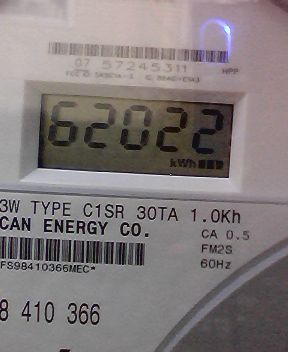 07 57245311
HPP
62022
kWh
3W TYPE C1SR 30TA 1.0Kh
CAN ENERGY CO.
CA 0.5
FM2S
FS98410366MEC*
60Hz
8 410 366